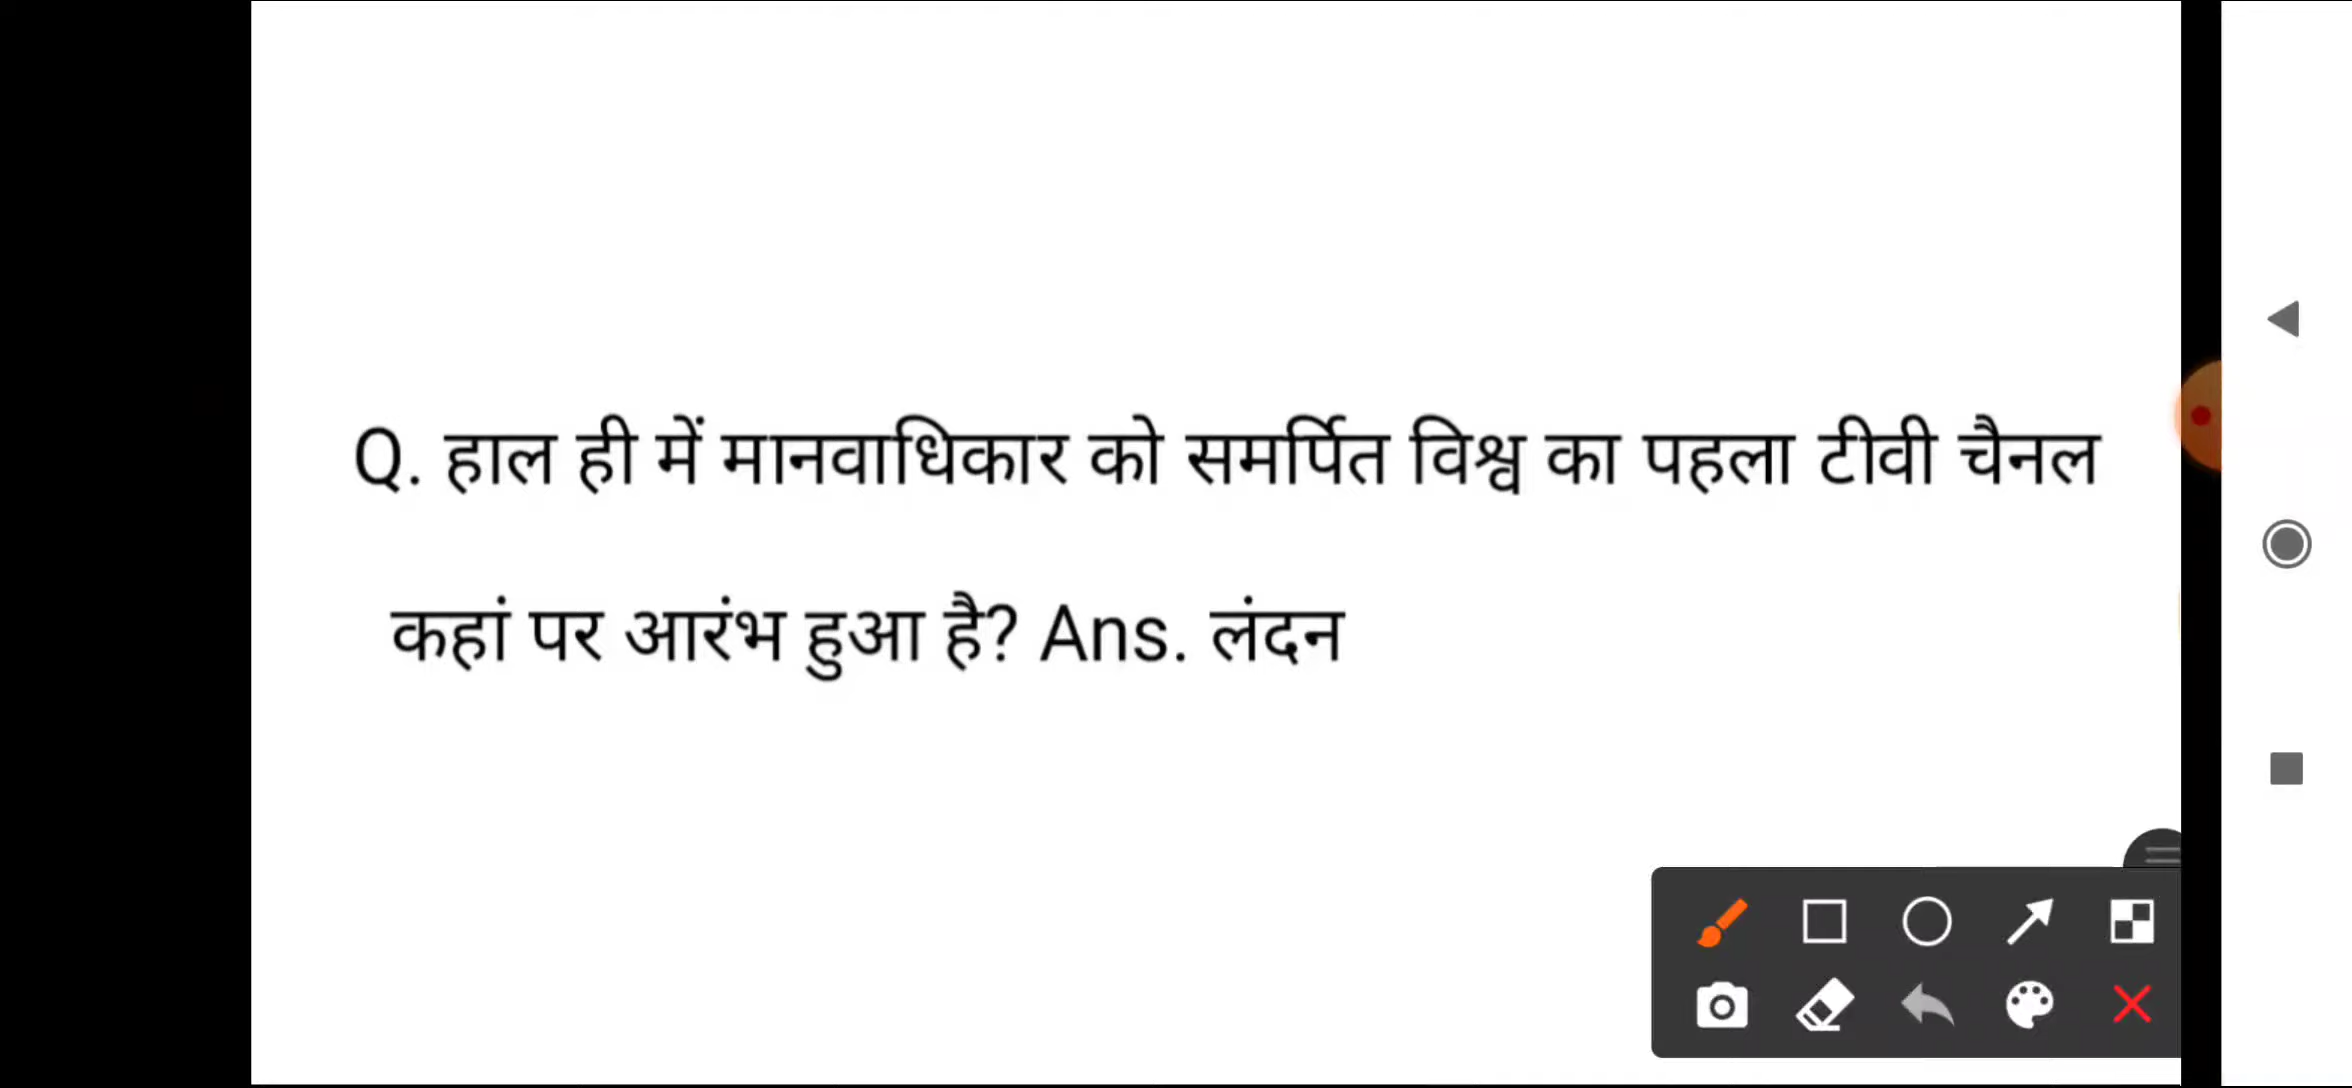 Q. हाल ही में मानवाधिकार को समर्पित विश्व का पहला टीवी चैनल
कहां पर आरंभ हुआ है? Ans. लंदन